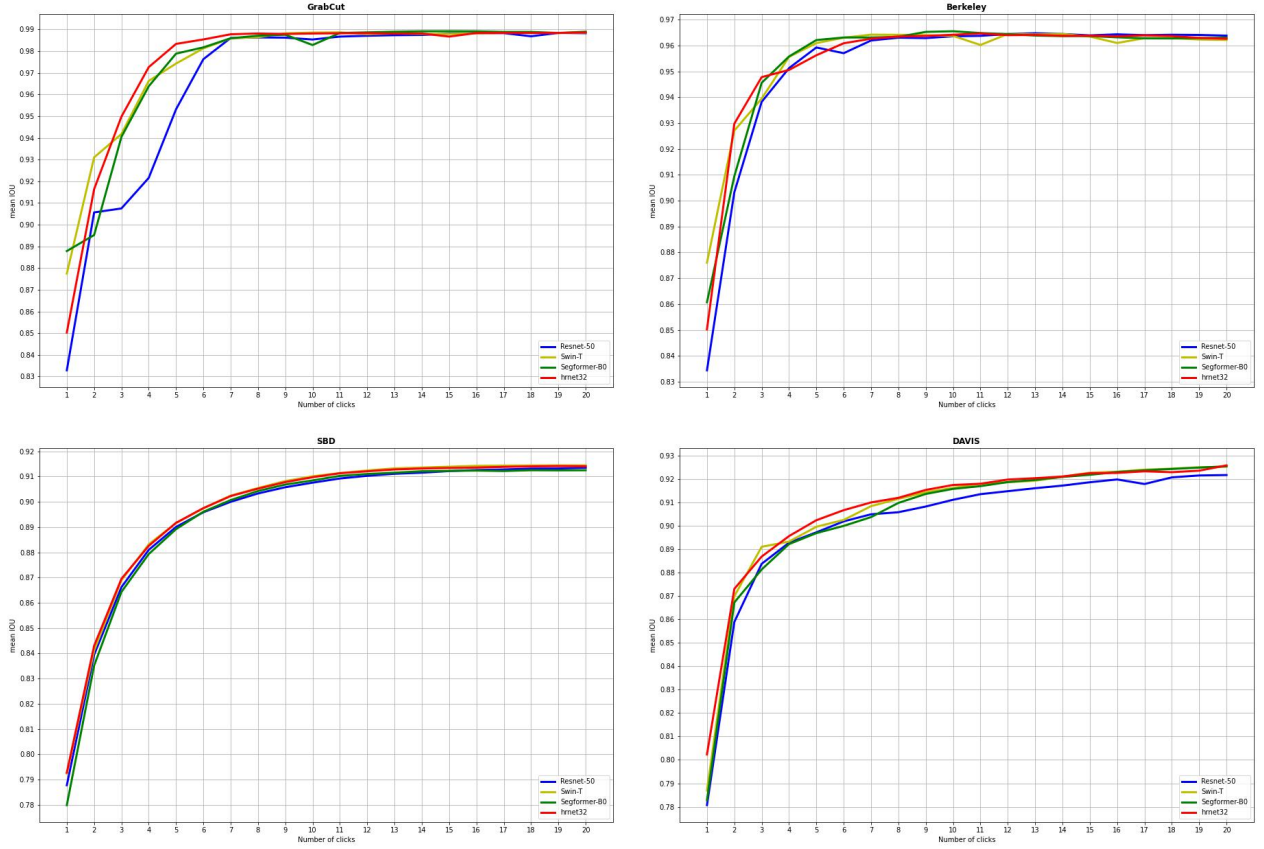 GrabCut
0.99
0.98
0.97
0.96
0.95
0.94
0.93
0.92
0.91
0.90
0.89
0.88
0.87
0.86
0.85
0.84
0.83
mean IOU
1 2 3 4 5 6 7 8 9 10 11 12 13 14 15 16 17 18 19 20
Number of clicks
Resnet-50
Swin-T
Segformer-B0
hrnet32
Berkeley
0.97
0.96
0.95
0.94
0.93
0.92
0.91
0.90
0.89
0.88
0.87
0.86
0.85
0.84
0.83
mean IOU
1 2 3 4 5 6 7 8 9 10 11 12 13 14 15 16 17 18 19 20
Number of clicks
Resnet-50
Swin-T
Segformer-B0
hrnet32
SBD
0.92
0.91
0.90
0.89
0.88
0.87
0.86
0.85
0.84
0.83
0.82
0.81
0.80
0.79
0.78
mean IOU
1 2 3 4 5 6 7 8 9 10 11 12 13 14 15 16 17 18 19 20
Number of clicks
Resnet-50
Swin-T
Segformer-B0
hrnet32
DAVIS
0.93
0.92
0.91
0.90
0.89
0.88
0.87
0.86
0.85
0.84
0.83
0.82
0.81
0.80
0.79
0.78
mean IOU
1 2 3 4 5 6 7 8 9 10 11 12 13 14 15 16 17 18 19 20
Number of clicks
Resnet-50
Swin-T
Segformer-B0
hrnet32